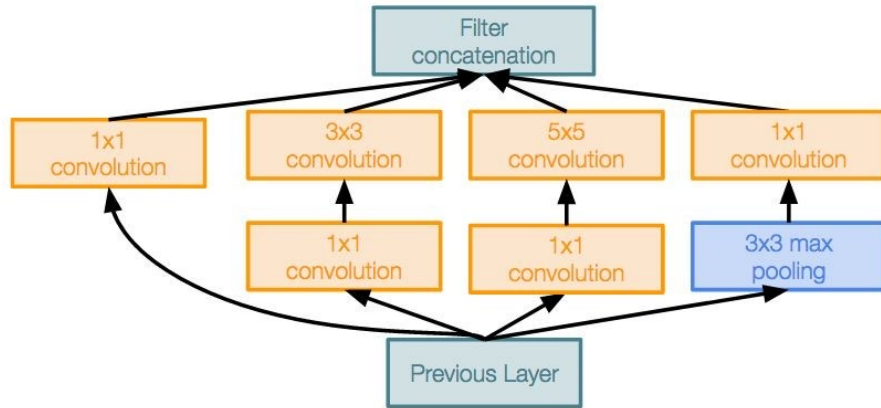 Filter
concatenation
1x1
convolution
3x3
convolution
5x5
convolution
1x1
convolution
1x1
convolution
1x1
convolution
3x3 max
pooling
Previous Layer